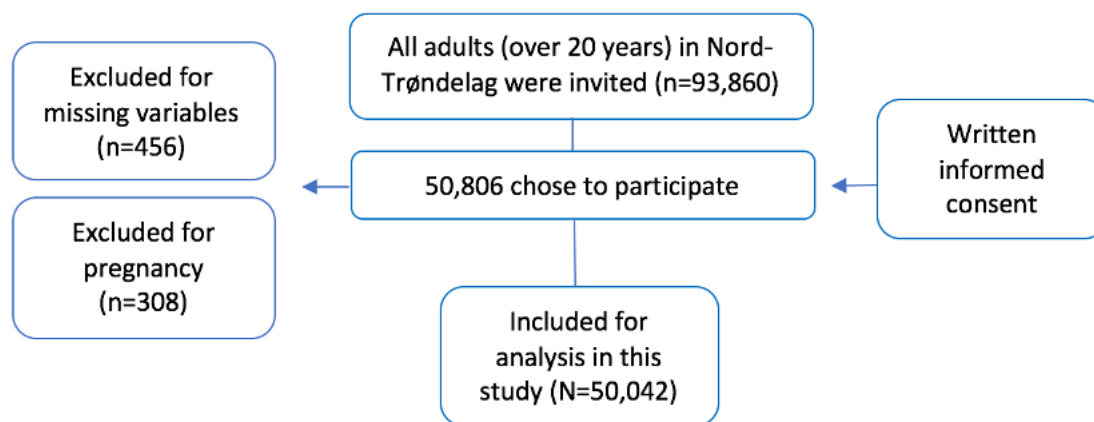 All adults (over 20 years) in Nord-
Trøndelag were invited (n=93,860)
Excluded for
missing variables
(n=456)
Written
informed
consent
50,806 chose to participate
Excluded for
pregnancy
(n=308)
Included for
analysis in this
study (N=50,042)